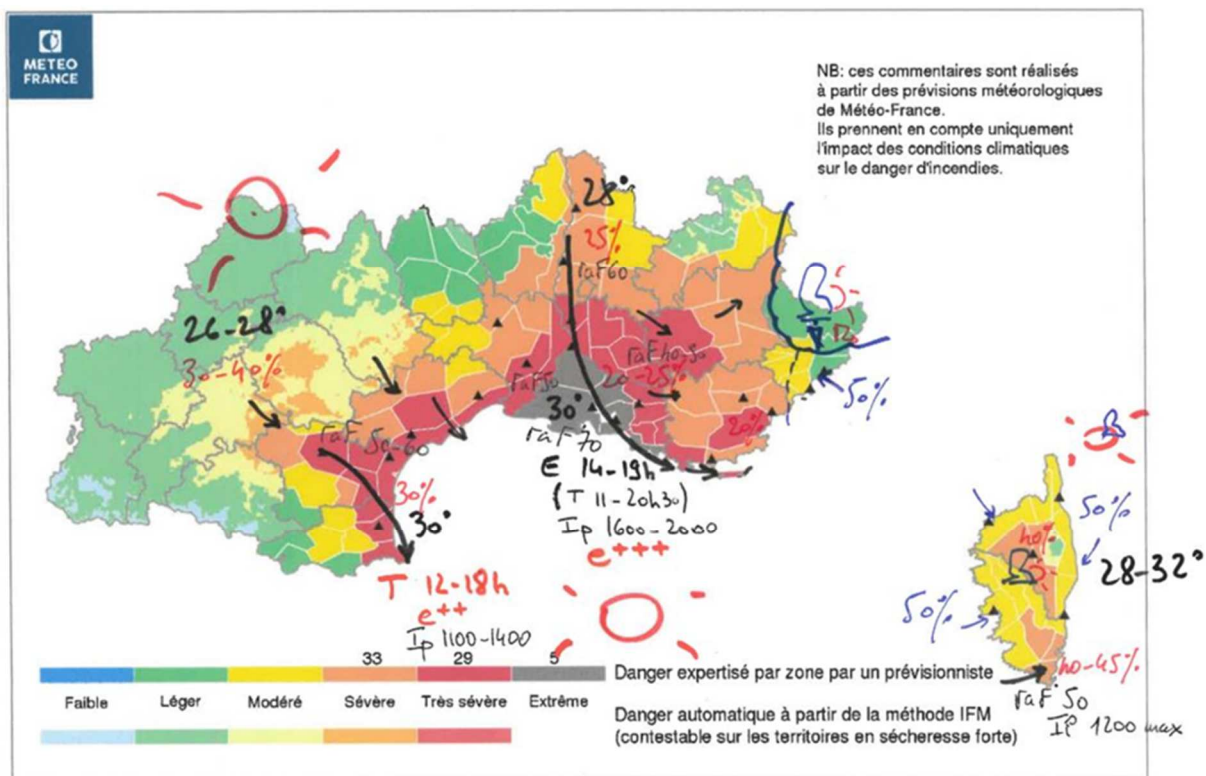 METEO
FRANCE
NB: ces commentaires sont réalisés
à partir des prévisions météorologiques
de Météo-France.
Ils prennent en compte uniquement
l'impact des conditions climatiques
sur le danger d'incendies.
28°
25%
raF60
26-28°
30-40%
raF 50
raF 40-50
20-25%
50%
20%
30°
raF 70
E 14-19h
(T 11-20h30)
Ip 1600-2000
e+++
raF 50-60
30%
30°
T 12-18h
e++
Ip 1100-1400
50%
40%
28-32°
50%
40-45%
raF 50
IP 1200 max
33 29 5
Faible Léger Modéré Sévère Très sévère Extrême
Danger expertisé par zone par un prévisionniste
Danger automatique à partir de la méthode IFM
(contestable sur les territoires en sécheresse forte)